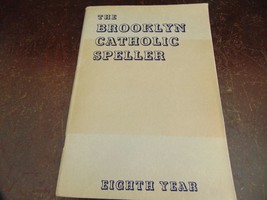 THE
BROOKLYN
CATHOLIC
SPELLER
EIGHTH YEAR